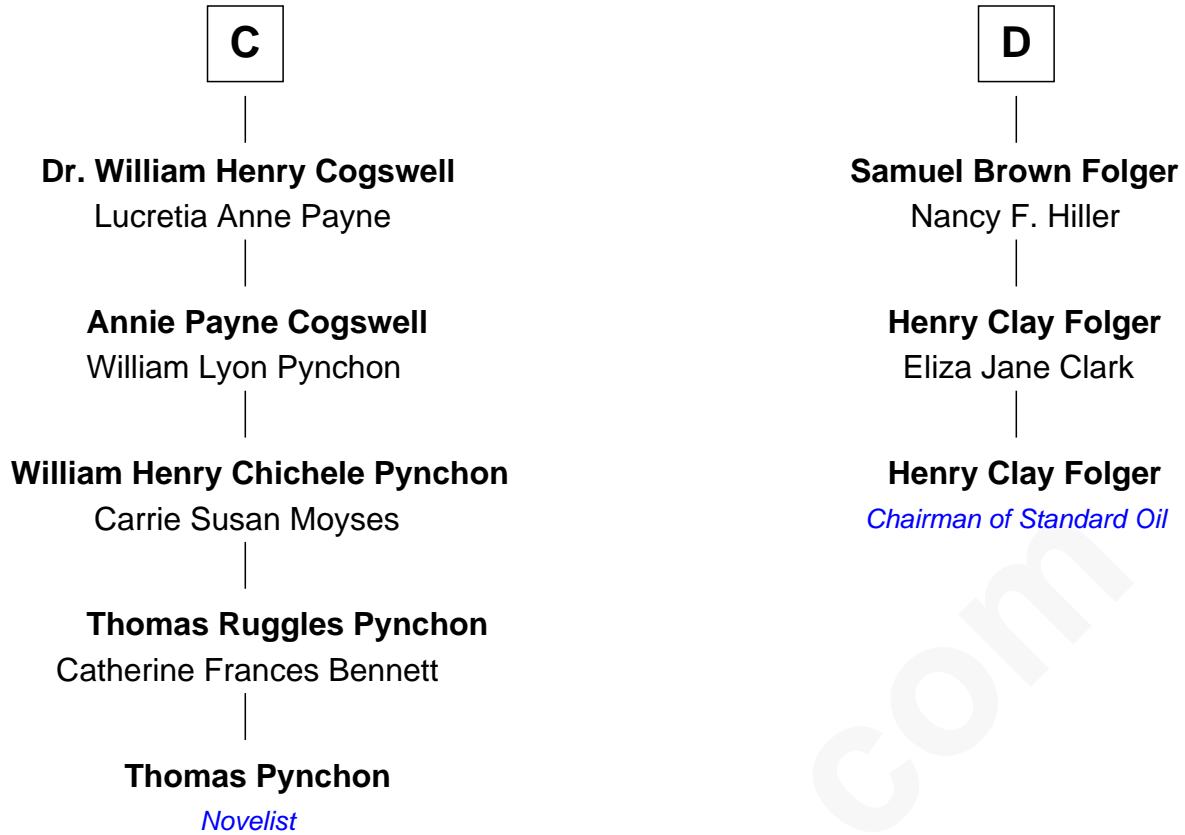 C
Dr. William Henry Cogswell
Lucretia Anne Payne
Annie Payne Cogswell
William Lyon Pynchon
William Henry Chichele Pynchon
Carrie Susan Moyses
Thomas Ruggles Pynchon
Catherine Frances Bennett
Thomas Pynchon
Novelist
D
Samuel Brown Folger
Nancy F. Hiller
Henry Clay Folger
Eliza Jane Clark
Henry Clay Folger
Chairman of Standard Oil
com